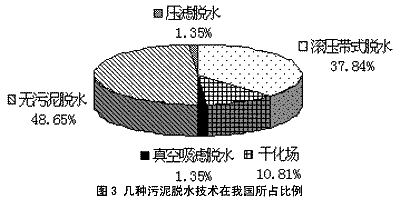 压滤脱水
1.35%
滚压带式脱水
37.84%
无污泥脱水
48.65%
真空吸滤脱水
1.35%
干化场
10.81%
图 3 几种污泥脱水技术在我国所占比例